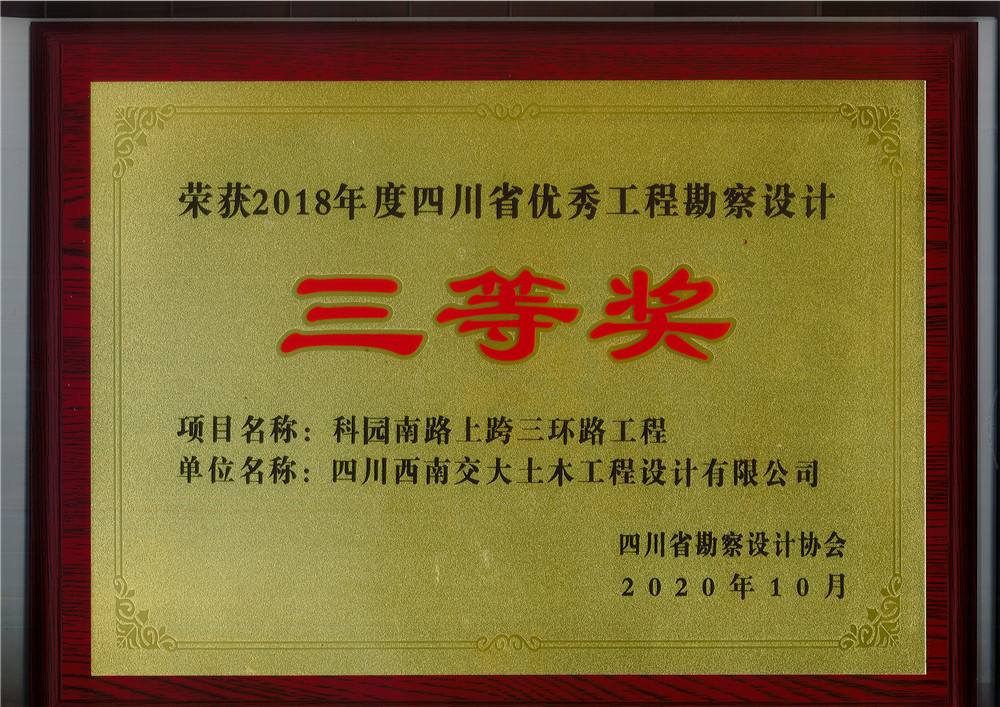 荣获2018年度四川省优秀工程勘察设计
三等奖
项目名称：科园南路上跨三环路工程
单位名称：四川西南交大土木工程设计有限公司
四川省勘察设计协会
2020年10月